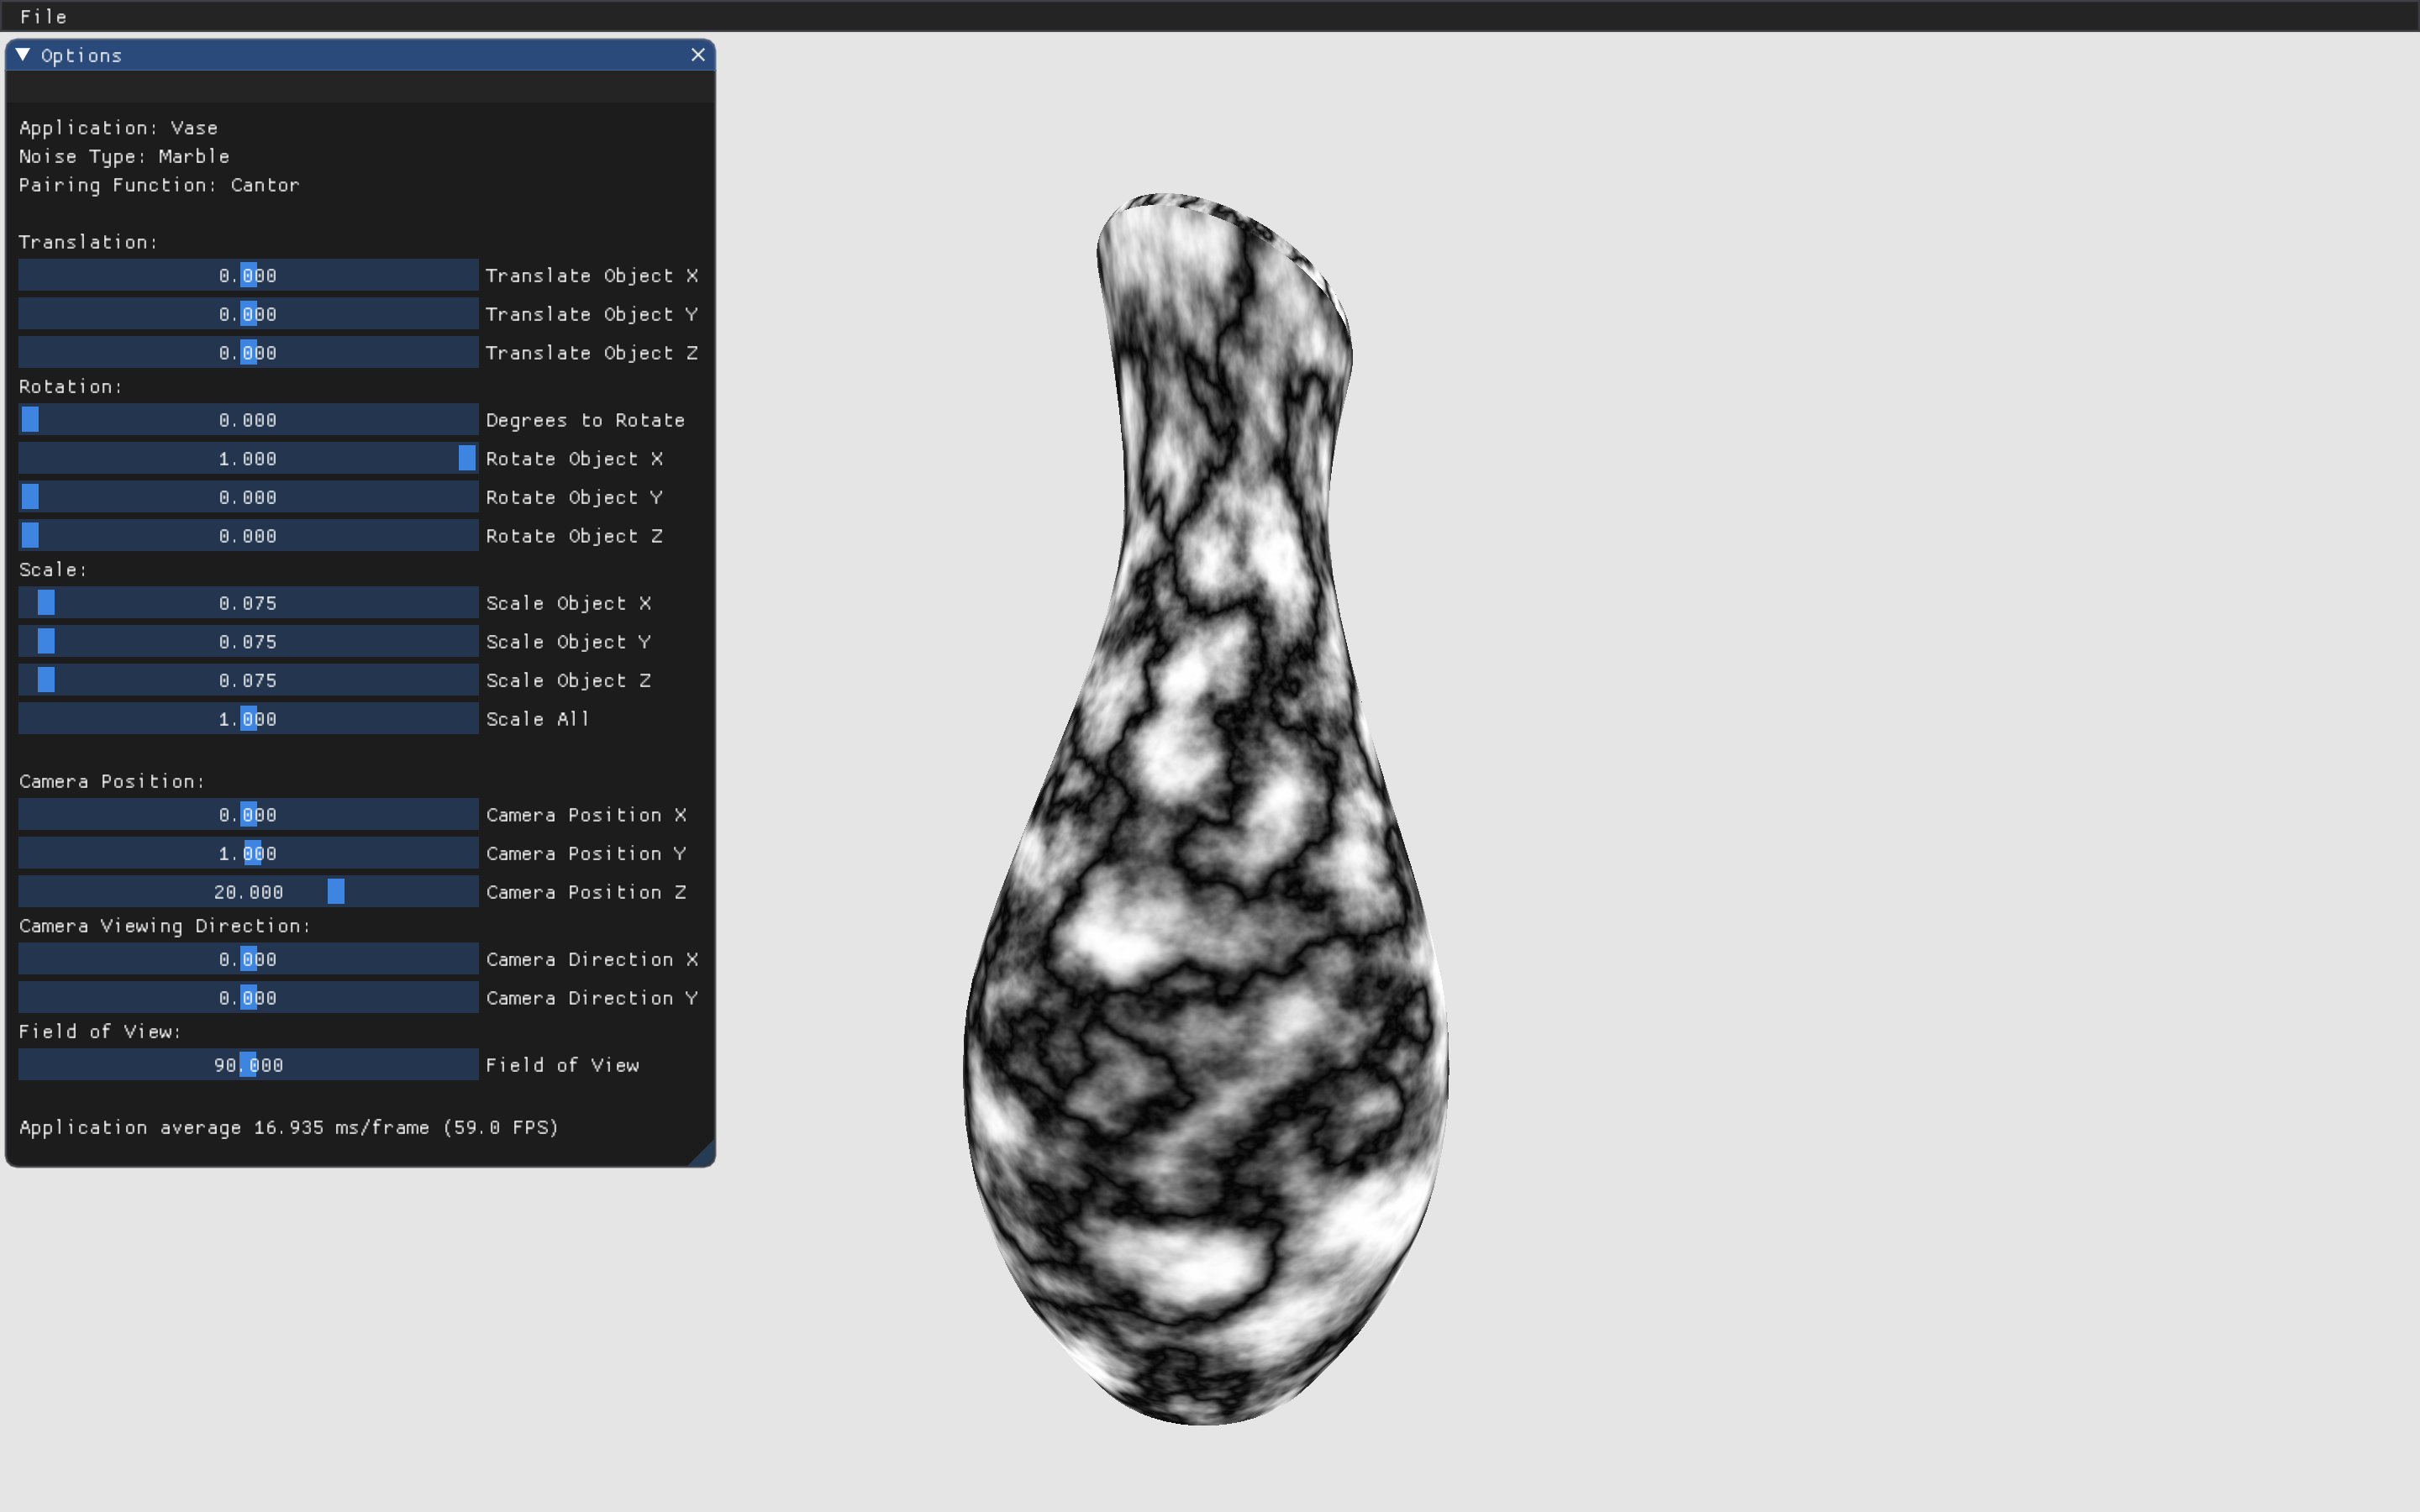 File
Options
Application: Vase
Noise Type: Marble
Pairing Function: Cantor
Translation:
0.000 Translate Object X
0.000 Translate Object Y
0.000 Translate Object Z
Rotation:
0.000 Degrees to Rotate
1.000 Rotate Object X
0.000 Rotate Object Y
0.000 Rotate Object Z
Scale:
0.075 Scale Object X
0.075 Scale Object Y
0.075 Scale Object Z
1.000 Scale All
Camera Position:
0.000 Camera Position X
1.000 Camera Position Y
20.000 Camera Position Z
Camera Viewing Direction:
0.000 Camera Direction X
0.000 Camera Direction Y
Field of View:
90.000 Field of View
Application average 16.935 ms/frame (59.0 FPS)